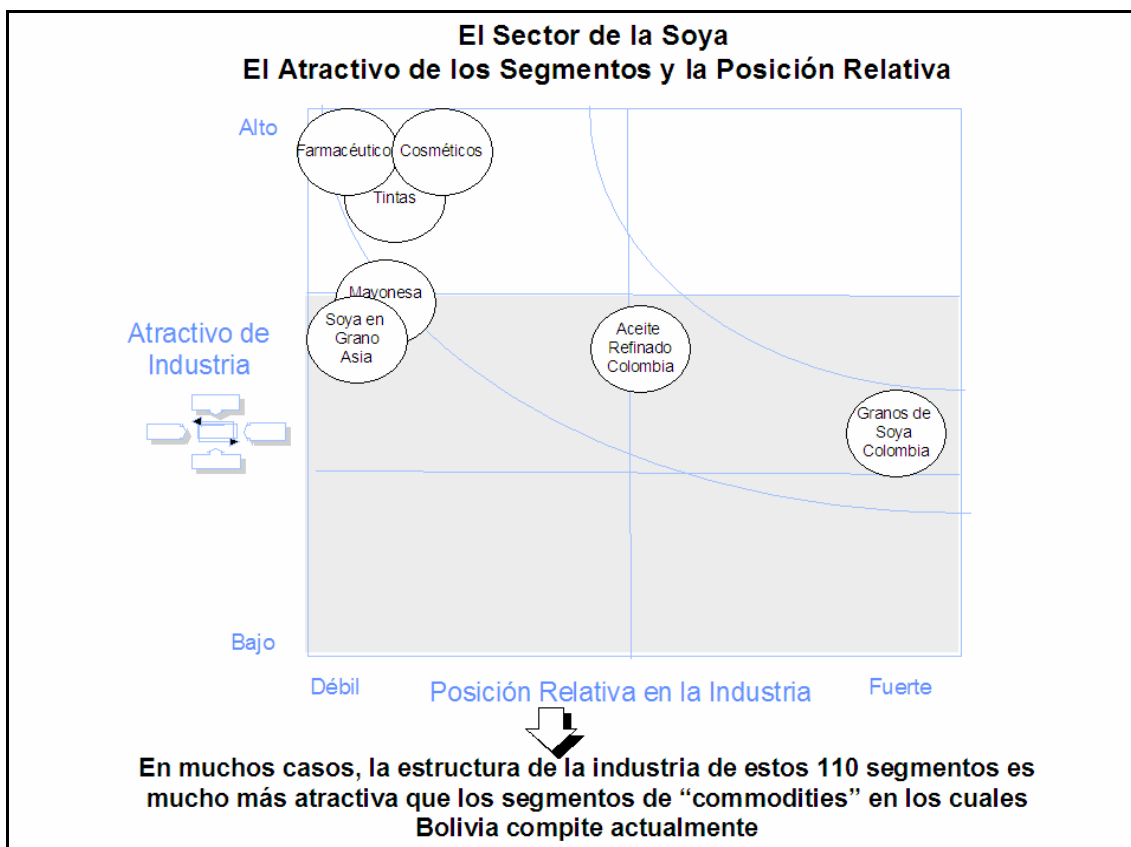 El Sector de la Soya
El Atractivo de los Segmentos y la Posición Relativa
Alto
Farmacéutico
Cosméticos
Tintas
Mayonesa
Soya en
Grano
Asia
Atractivo de
Industria
Aceite
Refinado
Colombia
Granos de
Soya
Colombia
Bajo
Débil
Posición Relativa en la Industria
Fuerte
En muchos casos, la estructura de la industria de estos 110 segmentos es
mucho más atractiva que los segmentos de “commodities” en los cuales
Bolivia compite actualmente